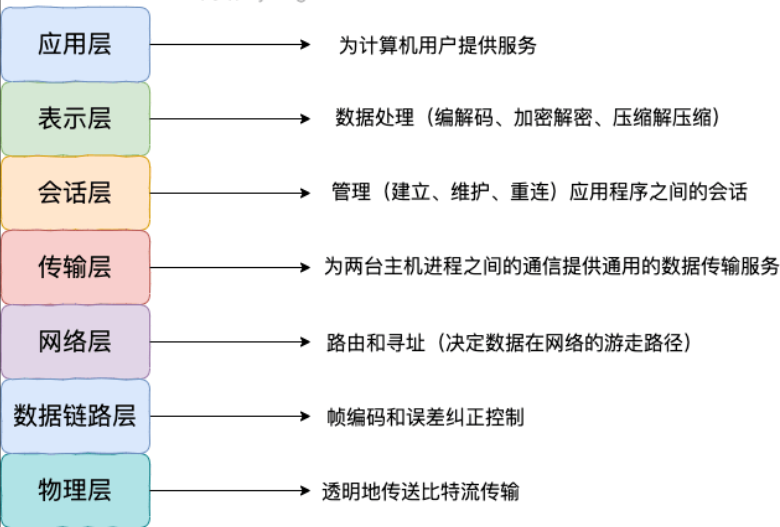 应用层 为计算机用户提供服务
表示层 数据处理（编解码、加密解密、压缩解压缩）
会话层 管理（建立、维护、重连）应用程序之间的会话
传输层 为两台主机进程之间的通信提供通用的数据传输服务
网络层 路由和寻址（决定数据在网络的游走路径）
数据链路层 帧编码和误差纠正控制
物理层 透明地传送比特流传输